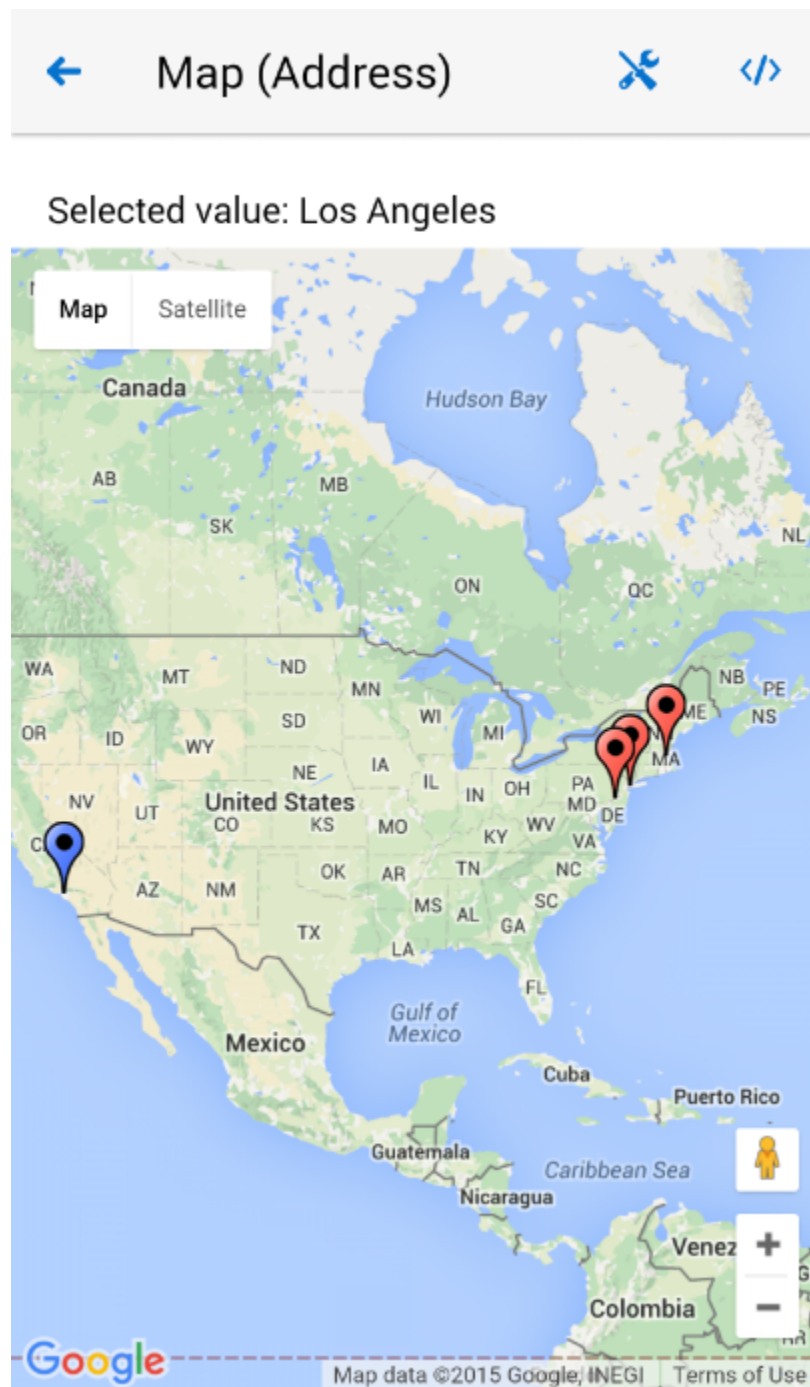 Map (Address)
</>
Selected value: Los Angeles
Map Satellite
Canada
Hudson Bay
AB
MB
SK
NL
ON
QC
WA
MT
ND
NB
PE
MN
ME
NS
OR
ID
WY
SD
WI
MI
MA
NE
IA
IL
IN
OH
PA
MD
DE
NV
UT
United States
CO
KS
MO
KY
WV
VA
AZ
NM
OK
AR
TN
NC
MS
AL
GA
SC
TX
LA
FL
Gulf of
Mexico
Mexico
Cuba
Puerto Rico
Guatemala
Caribbean Sea
Nicaragua
Venez
+
Colombia
−
Google
Map data ©2015 Google, INEGI Terms of Use